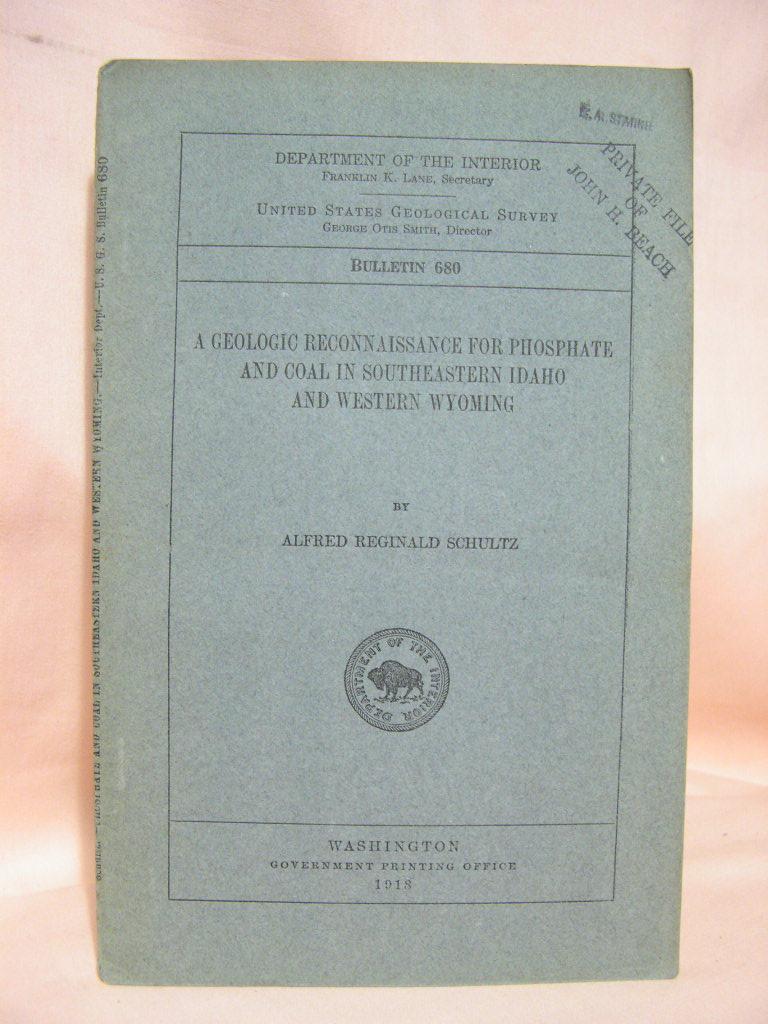 PRIVATE FILE
OF
JOHN H. BEACH
DEPARTMENT OF THE INTERIOR
FRANKLIN K. LANE, Secretary
UNITED STATES GEOLOGICAL SURVEY
GEORGE OTIS SMITH, Director
BULLETIN 680
A GEOLOGIC RECONNAISSANCE FOR PHOSPHATE
AND COAL IN SOUTHEASTERN IDAHO
AND WESTERN WYOMING
BY
ALFRED REGINALD SCHULTZ
DEPARTMENT OF THE INTERIOR
WASHINGTON
GOVERNMENT PRINTING OFFICE
1918
Schultz.—PHOSPHATE AND COAL IN SOUTHEASTERN IDAHO AND WESTERN WYOMING.—Interior Dept.—U. S. G. S. Bulletin 680